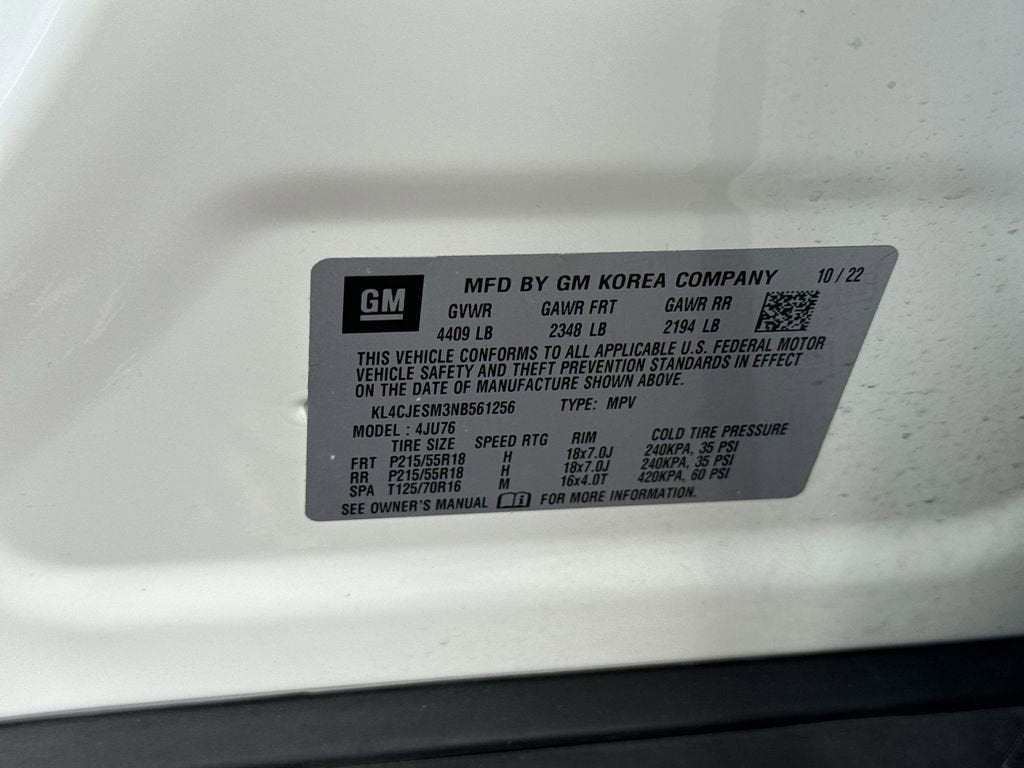 GM
MFD BY GM KOREA COMPANY 10 / 22
GVWR GAWR FRT GAWR RR
4409 LB 2348 LB 2194 LB
THIS VEHICLE CONFORMS TO ALL APPLICABLE U.S. FEDERAL MOTOR
VEHICLE SAFETY AND THEFT PREVENTION STANDARDS IN EFFECT
ON THE DATE OF MANUFACTURE SHOWN ABOVE.
KL4CJESM3NB561256 TYPE: MPV
MODEL : 4JU76
TIRE SIZE SPEED RTG RIM COLD TIRE PRESSURE
FRT P215/55R18 H 18x7.0J 240KPA, 35 PSI
RR P215/55R18 H 18x7.0J 240KPA, 35 PSI
SPA T125/70R16 M 16x4.0T 420KPA, 60 PSI
SEE OWNER'S MANUAL FOR MORE INFORMATION.